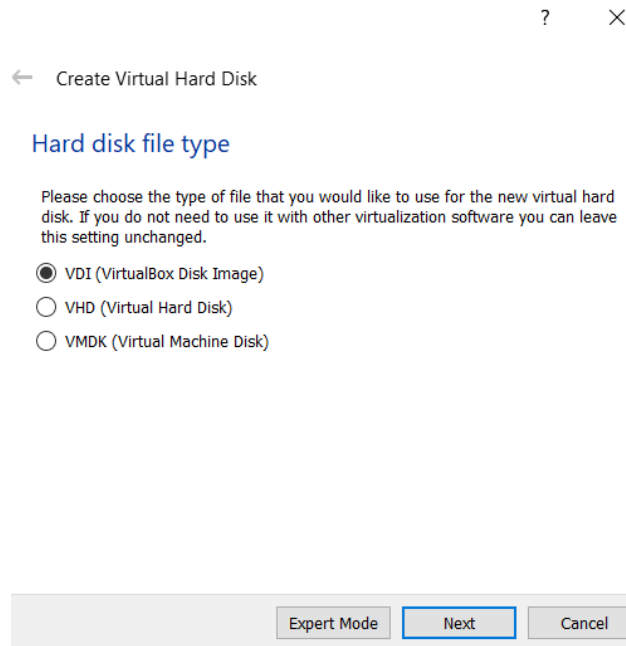 ?
Create Virtual Hard Disk
Hard disk file type
Please choose the type of file that you would like to use for the new virtual hard
disk. If you do not need to use it with other virtualization software you can leave
this setting unchanged.
VDI (VirtualBox Disk Image)
VHD (Virtual Hard Disk)
VMDK (Virtual Machine Disk)
Expert Mode Next Cancel